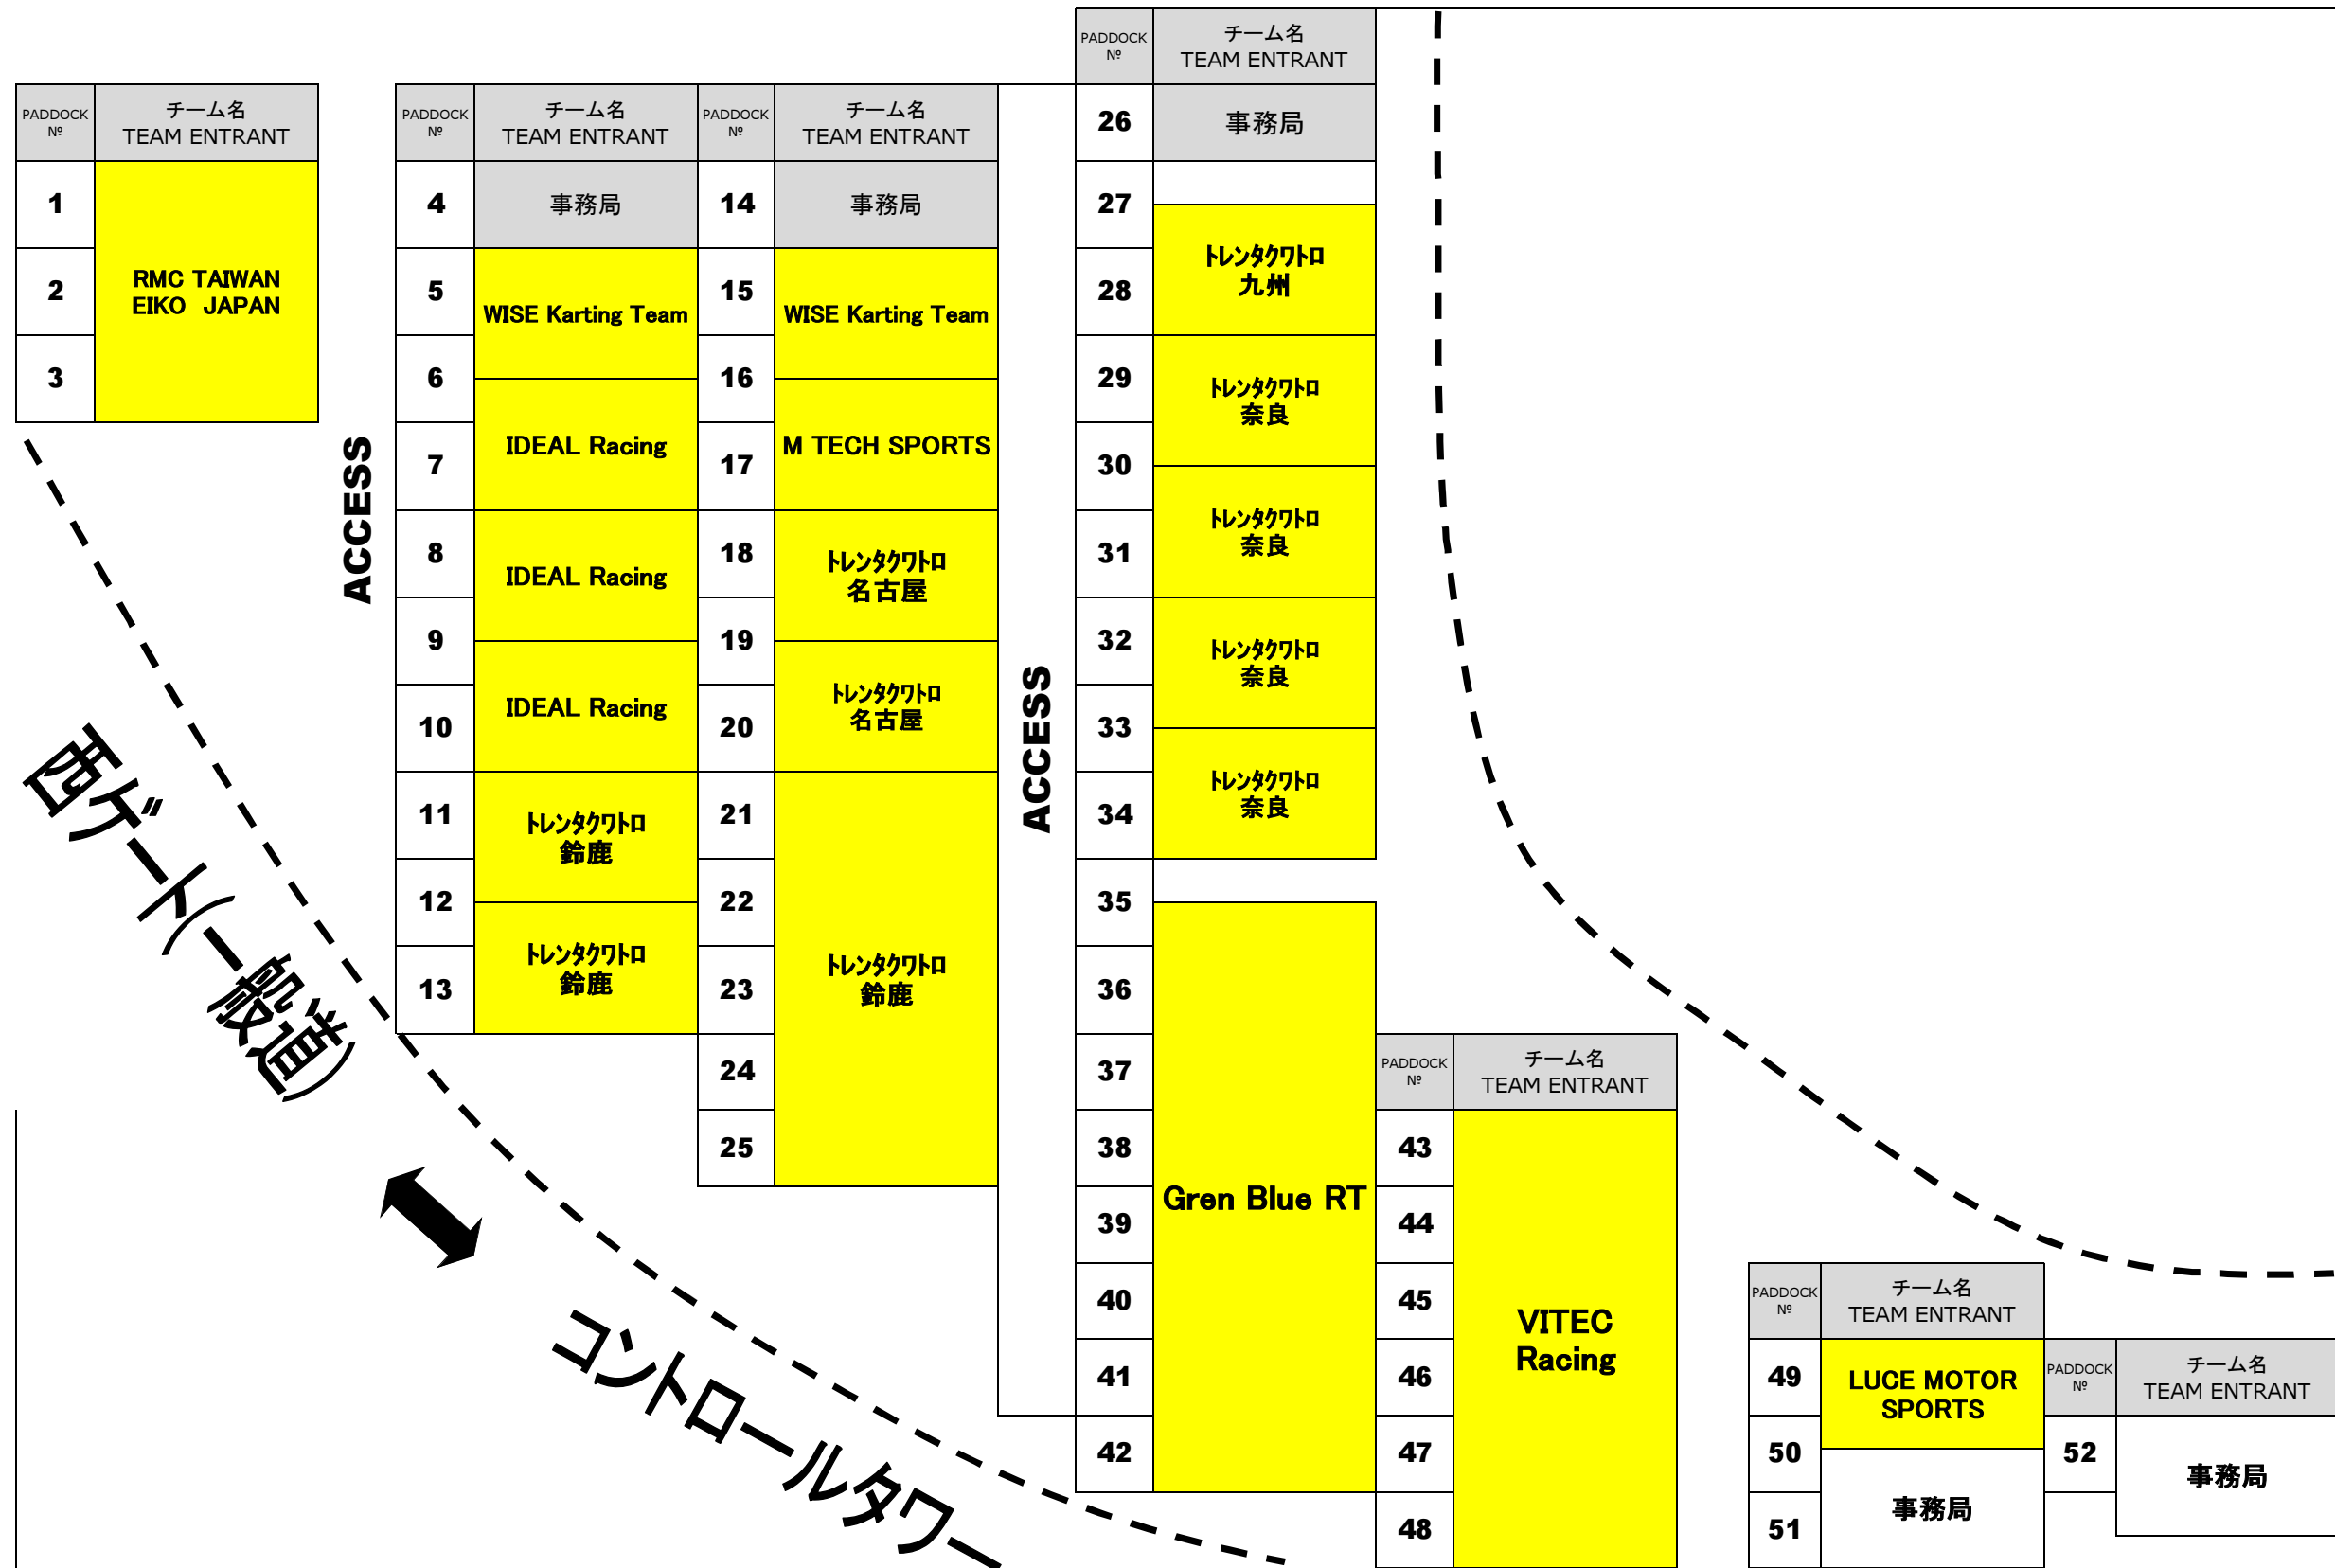 PADDOCK
№
チーム名
TEAM ENTRANT
1
2
3
RMC TAIWAN
EIKO JAPAN
ACCESS
PADDOCK
№
チーム名
TEAM ENTRANT
4
事務局
5
WISE Karting Team
6
7
IDEAL Racing
8
IDEAL Racing
9
10
IDEAL Racing
11
ﾄﾚﾝﾀｸﾜﾄﾛ
鈴鹿
12
13
ﾄﾚﾝﾀｸﾜﾄﾛ
鈴鹿
PADDOCK
№
チーム名
TEAM ENTRANT
14
事務局
15
WISE Karting Team
16
17
M TECH SPORTS
18
ﾄﾚﾝﾀｸﾜﾄﾛ
名古屋
19
20
ﾄﾚﾝﾀｸﾜﾄﾛ
名古屋
21
22
23
ﾄﾚﾝﾀｸﾜﾄﾛ
鈴鹿
24
25
ACCESS
PADDOCK
№
チーム名
TEAM ENTRANT
26
事務局
27
28
ﾄﾚﾝﾀｸﾜﾄﾛ
九州
29
ﾄﾚﾝﾀｸﾜﾄﾛ
奈良
30
31
ﾄﾚﾝﾀｸﾜﾄﾛ
奈良
32
ﾄﾚﾝﾀｸﾜﾄﾛ
奈良
33
34
ﾄﾚﾝﾀｸﾜﾄﾛ
奈良
35
36
37
38
39
Gren Blue RT
40
41
42
PADDOCK
№
チーム名
TEAM ENTRANT
43
44
45
46
VITEC
Racing
47
48
PADDOCK
№
チーム名
TEAM ENTRANT
49
LUCE MOTOR
SPORTS
50
51
事務局
PADDOCK
№
チーム名
TEAM ENTRANT
52
事務局
西ゲート(一般道)
コントロールタワー